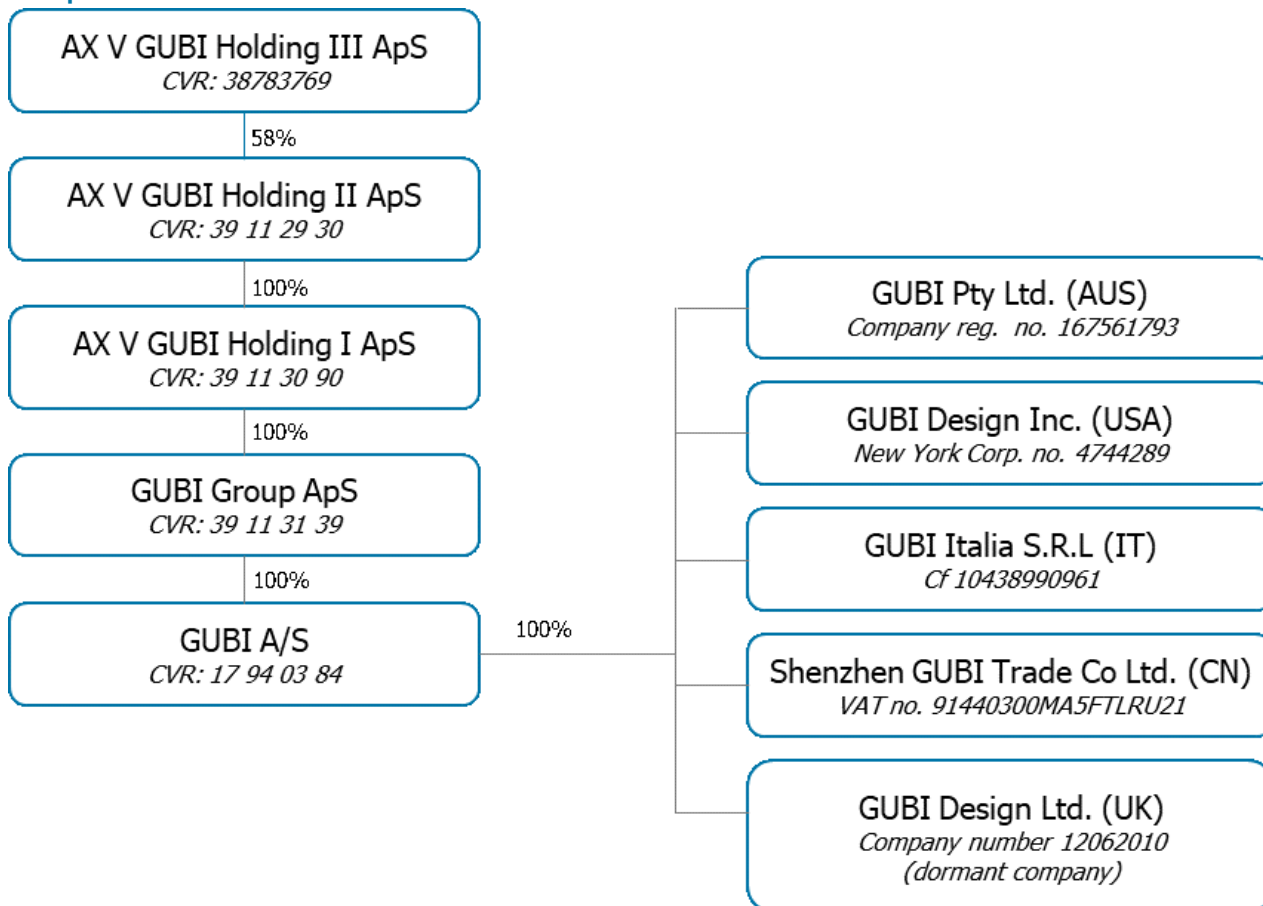 AX V GUBI Holding III ApS
CVR: 38783769
58%
AX V GUBI Holding II ApS
CVR: 39 11 29 30
100%
AX V GUBI Holding I ApS
CVR: 39 11 30 90
100%
GUBI Group ApS
CVR: 39 11 31 39
100%
GUBI A/S
CVR: 17 94 03 84
100%
GUBI Pty Ltd. (AUS)
Company reg. no. 167561793
GUBI Design Inc. (USA)
New York Corp. no. 4744289
GUBI Italia S.R.L (IT)
Cf 10438990961
Shenzhen GUBI Trade Co Ltd. (CN)
VAT no. 91440300MA5FTLRU21
GUBI Design Ltd. (UK)
Company number 12062010
(dormant company)